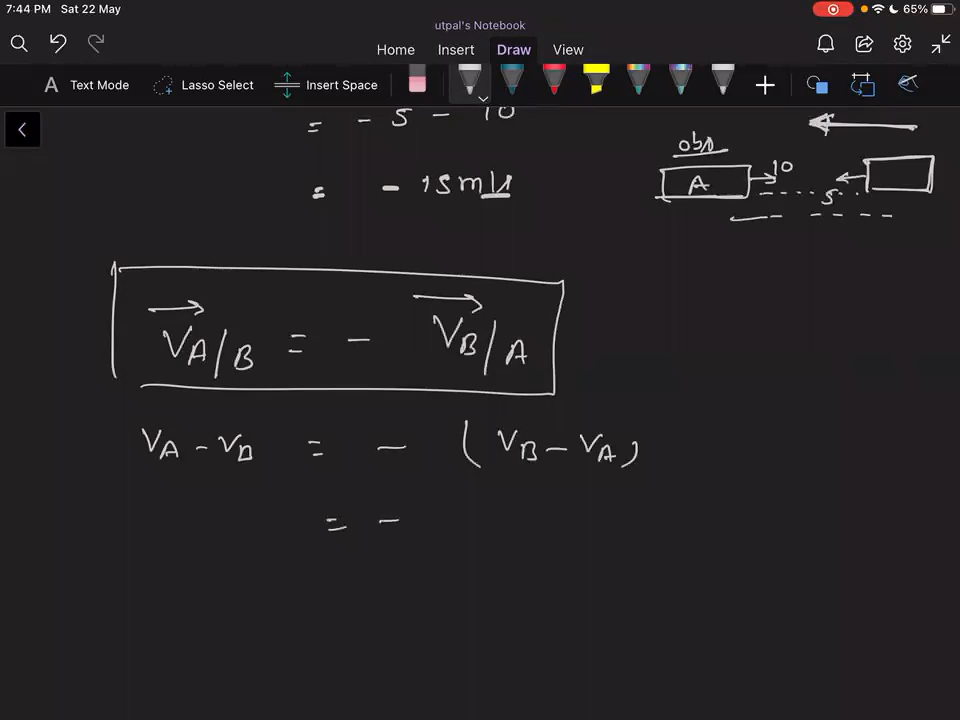 7:44 PM Sat 22 May
65%
utpal's Notebook
Home Insert Draw View
A Text Mode Lasso Select Insert Space
= - 5 - 10
obs
A 10 5
= - 15 m/s
VA/B = - VB/A
VA - VB = - ( VB - VA )
= -